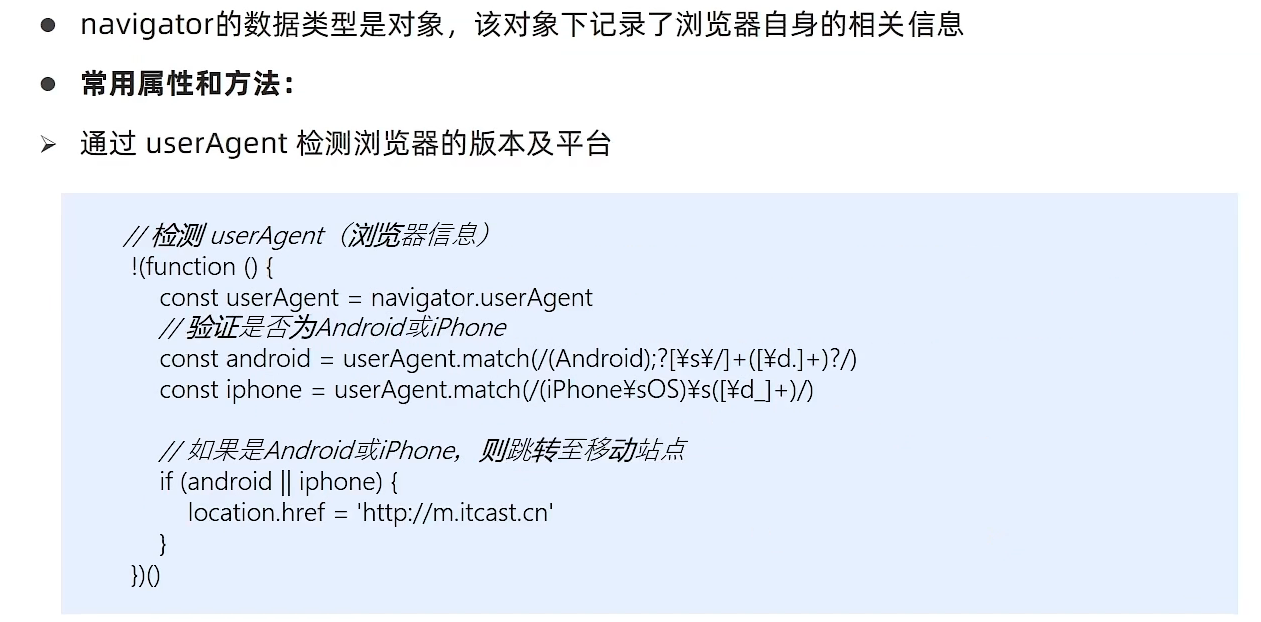 navigator的数据类型是对象，该对象下记录了浏览器自身的相关信息
常用属性和方法：
通过 userAgent 检测浏览器的版本及平台
// 检测 userAgent（浏览器信息）
!(function () {
const userAgent = navigator.userAgent
// 验证是否为Android或iPhone
const android = userAgent.match(/(Android);?[¥s¥/]+([¥d.]+)?/)
const iphone = userAgent.match(/(iPhone¥sOS)¥s([¥d_]+)/)
// 如果是Android或iPhone，则跳转至移动站点
if (android || iphone) {
location.href = 'http://m.itcast.cn'
}
})()